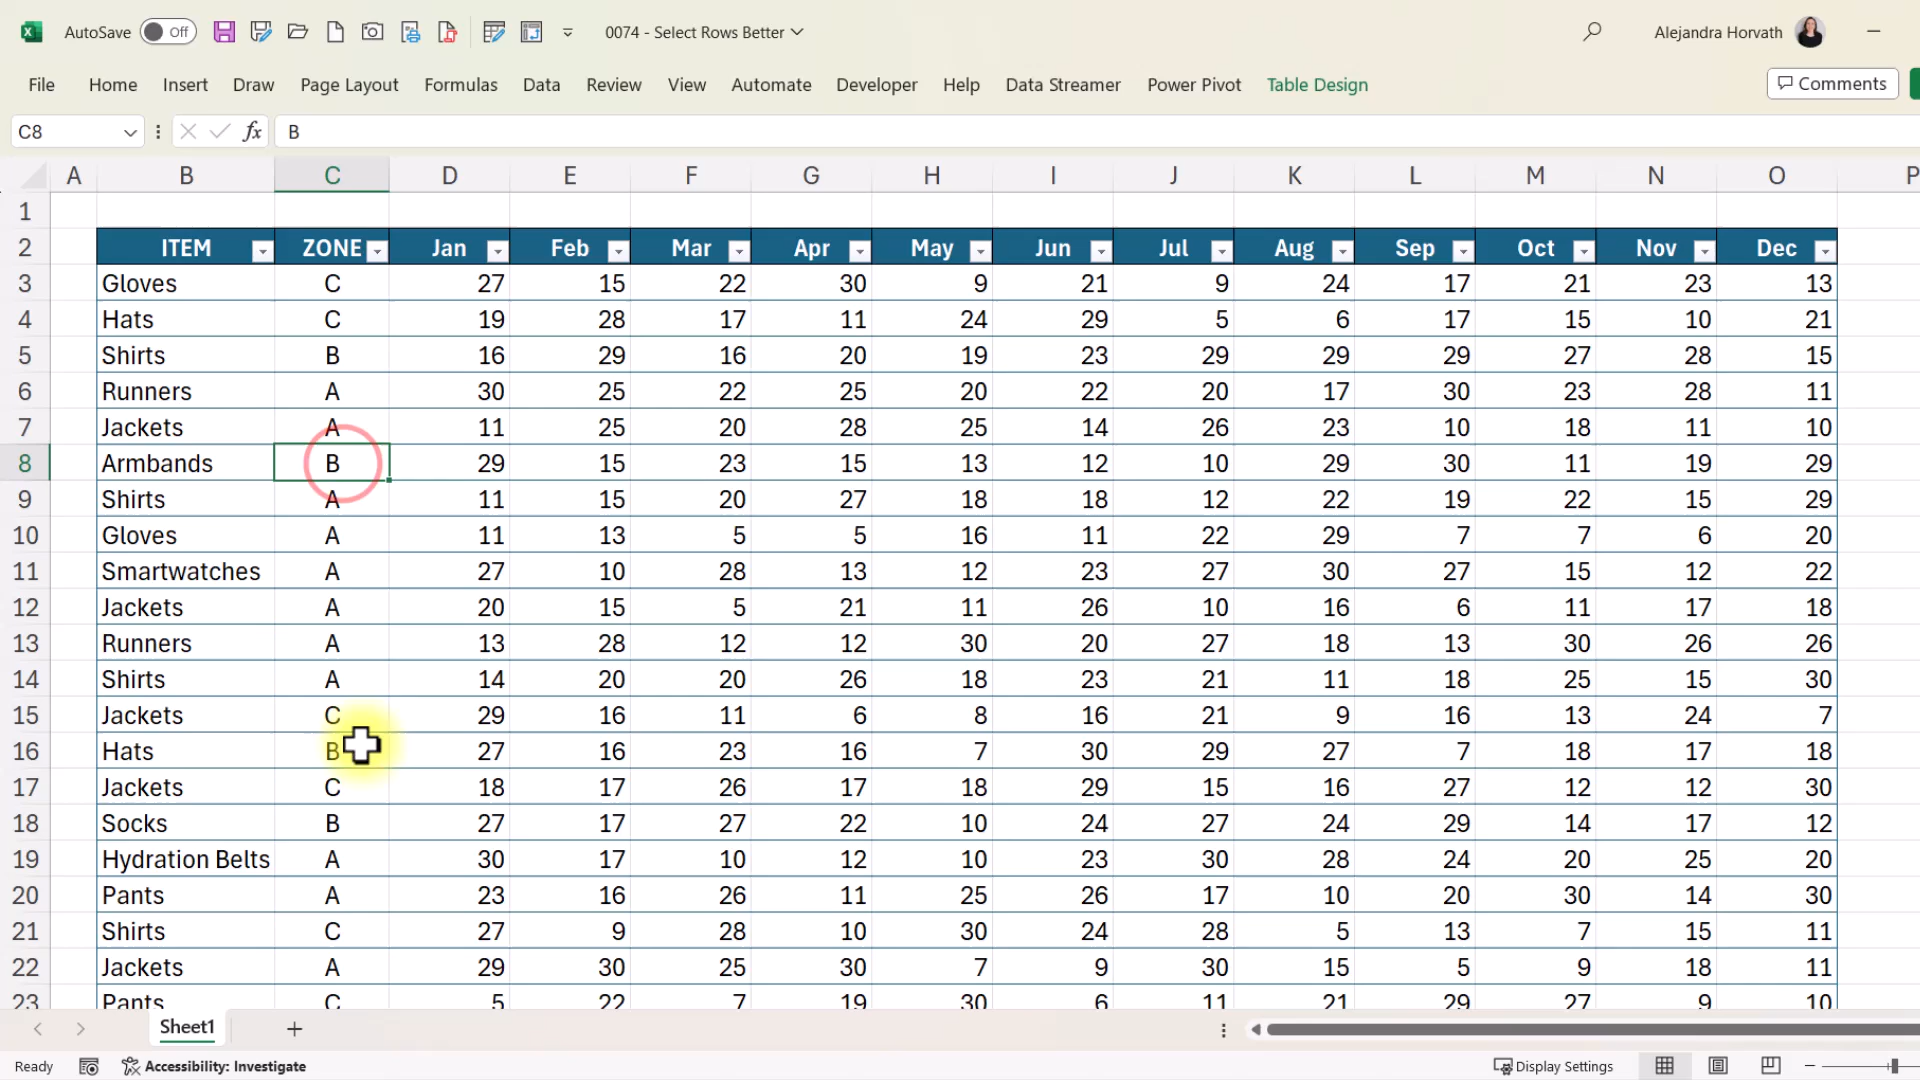 AutoSave Off 0074 - Select Rows Better Alejandra Horvath
File Home Insert Draw Page Layout Formulas Data Review View Automate Developer Help Data Streamer Power Pivot Table Design Comments
C8 fx B
A B C D E F G H I J K L M N O P
1
2 ITEM ZONE Jan Feb Mar Apr May Jun Jul Aug Sep Oct Nov Dec
3 Gloves C 27 15 22 30 9 21 9 24 17 21 23 13
4 Hats C 19 28 17 11 24 29 5 6 17 15 10 21
5 Shirts B 16 29 16 20 19 23 29 29 29 27 28 15
6 Runners A 30 25 22 25 20 22 20 17 30 23 28 11
7 Jackets A 11 25 20 28 25 14 26 23 10 18 11 10
8 Armbands B 29 15 23 15 13 12 10 29 30 11 19 29
9 Shirts A 11 15 20 27 18 18 12 22 19 22 15 29
10 Gloves A 11 13 5 5 16 11 22 29 7 7 6 20
11 Smartwatches A 27 10 28 13 12 23 27 30 27 15 12 22
12 Jackets A 20 15 5 21 11 26 10 16 6 11 17 18
13 Runners A 13 28 12 12 30 20 27 18 13 30 26 26
14 Shirts A 14 20 20 26 18 23 21 11 18 25 15 30
15 Jackets C 29 16 11 6 8 16 21 9 16 13 24 7
16 Hats B 27 16 23 16 7 30 29 27 7 18 17 18
17 Jackets C 18 17 26 17 18 29 15 16 27 12 12 30
18 Socks B 27 17 27 22 10 24 27 24 29 14 17 12
19 Hydration Belts A 30 17 10 12 10 23 30 28 24 20 25 20
20 Pants A 23 16 26 11 25 26 17 10 20 30 14 30
21 Shirts C 27 9 28 10 30 24 28 5 13 7 15 11
22 Jackets A 29 30 25 30 7 9 30 15 5 9 18 11
23 Pants C 5 22 7 19 30 6 11 21 29 27 9 10
Sheet1
Ready Accessibility: Investigate Display Settings